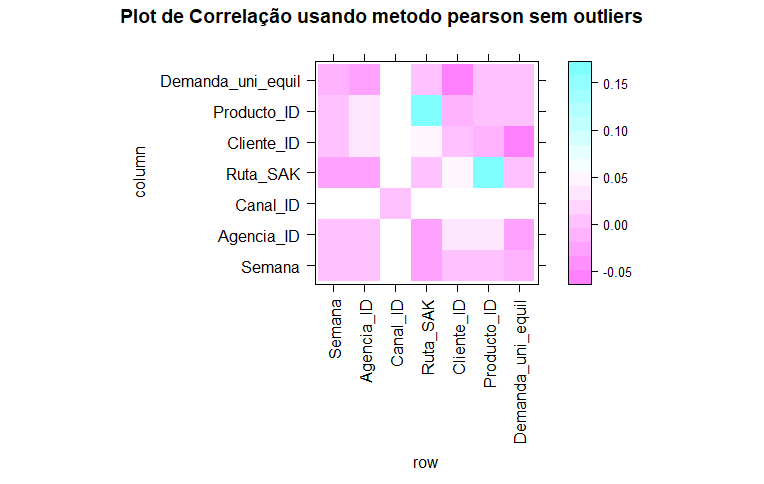 Plot de Correlação usando metodo pearson sem outliers
column
Demanda_uni_equil
Producto_ID
Cliente_ID
Ruta_SAK
Canal_ID
Agencia_ID
Semana
Semana
Agencia_ID
Canal_ID
Ruta_SAK
Cliente_ID
Producto_ID
Demanda_uni_equil
row
0.15
0.10
0.05
0.00
-0.05